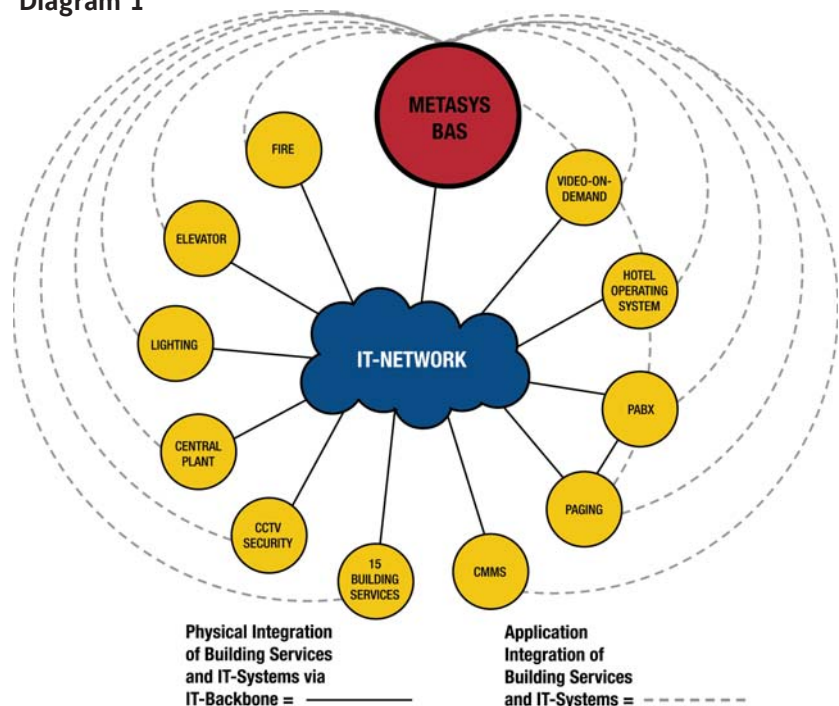 Diagram 1
METASYS
BAS
FIRE
VIDEO-ON-
DEMAND
ELEVATOR
HOTEL
OPERATING
SYSTEM
LIGHTING
IT-NETWORK
PABX
CENTRAL
PLANT
PAGING
CCTV
SECURITY
15
BUILDING
SERVICES
CMMS
Physical Integration
of Building Services
and IT-Systems via
IT-Backbone =
Application
Integration of
Building Services
and IT-Systems =